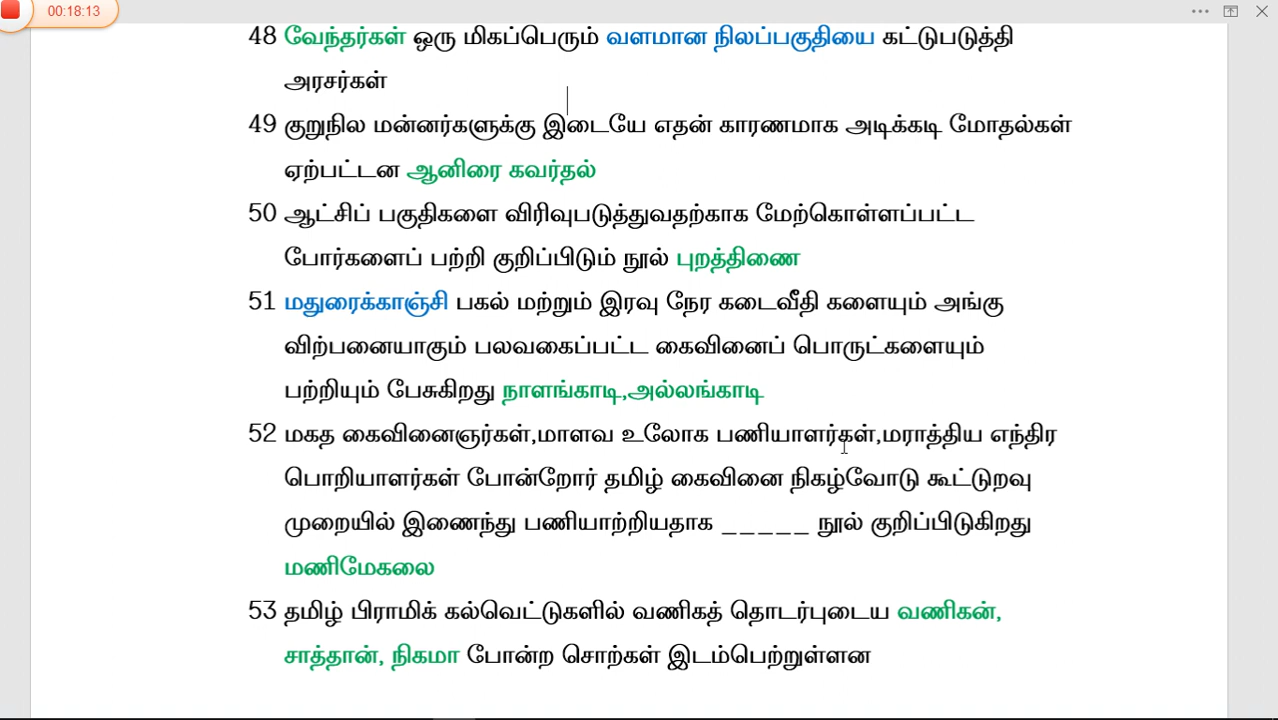 00:18:13
48 வேந்தர்கள் ஒரு மிகப்பெரும் வளமான நிலப்பகுதியை கட்டுபடுத்தி
அரசர்கள்
49 குறுநில மன்னர்களுக்கு இடையே எதன் காரணமாக அடிக்கடி மோதல்கள்
ஏற்பட்டன ஆனிரை கவர்தல்
50 ஆட்சிப் பகுதிகளை விரிவுபடுத்துவதற்காக மேற்கொள்ளப்பட்ட
போர்களைப் பற்றி குறிப்பிடும் நூல் புறத்திணை
51 மதுரைக்காஞ்சி பகல் மற்றும் இரவு நேர கடைவீதி களையும் அங்கு
விற்பனையாகும் பலவகைப்பட்ட கைவினைப் பொருட்களையும்
பற்றியும் பேசுகிறது நாளங்காடி,அல்லங்காடி
52 மகத கைவினைஞர்கள்,மாளவ உலோக பணியாளர்கள்,மராத்திய எந்திர
பொறியாளர்கள் போன்றோர் தமிழ் கைவினை நிகழ்வோடு கூட்டுறவு
முறையில் இணைந்து பணியாற்றியதாக _____ நூல் குறிப்பிடுகிறது
மணிமேகலை
53 தமிழ் பிராமிக் கல்வெட்டுகளில் வணிகத் தொடர்புடைய வணிகன்,
சாத்தான், நிகமா போன்ற சொற்கள் இடம்பெற்றுள்ளன